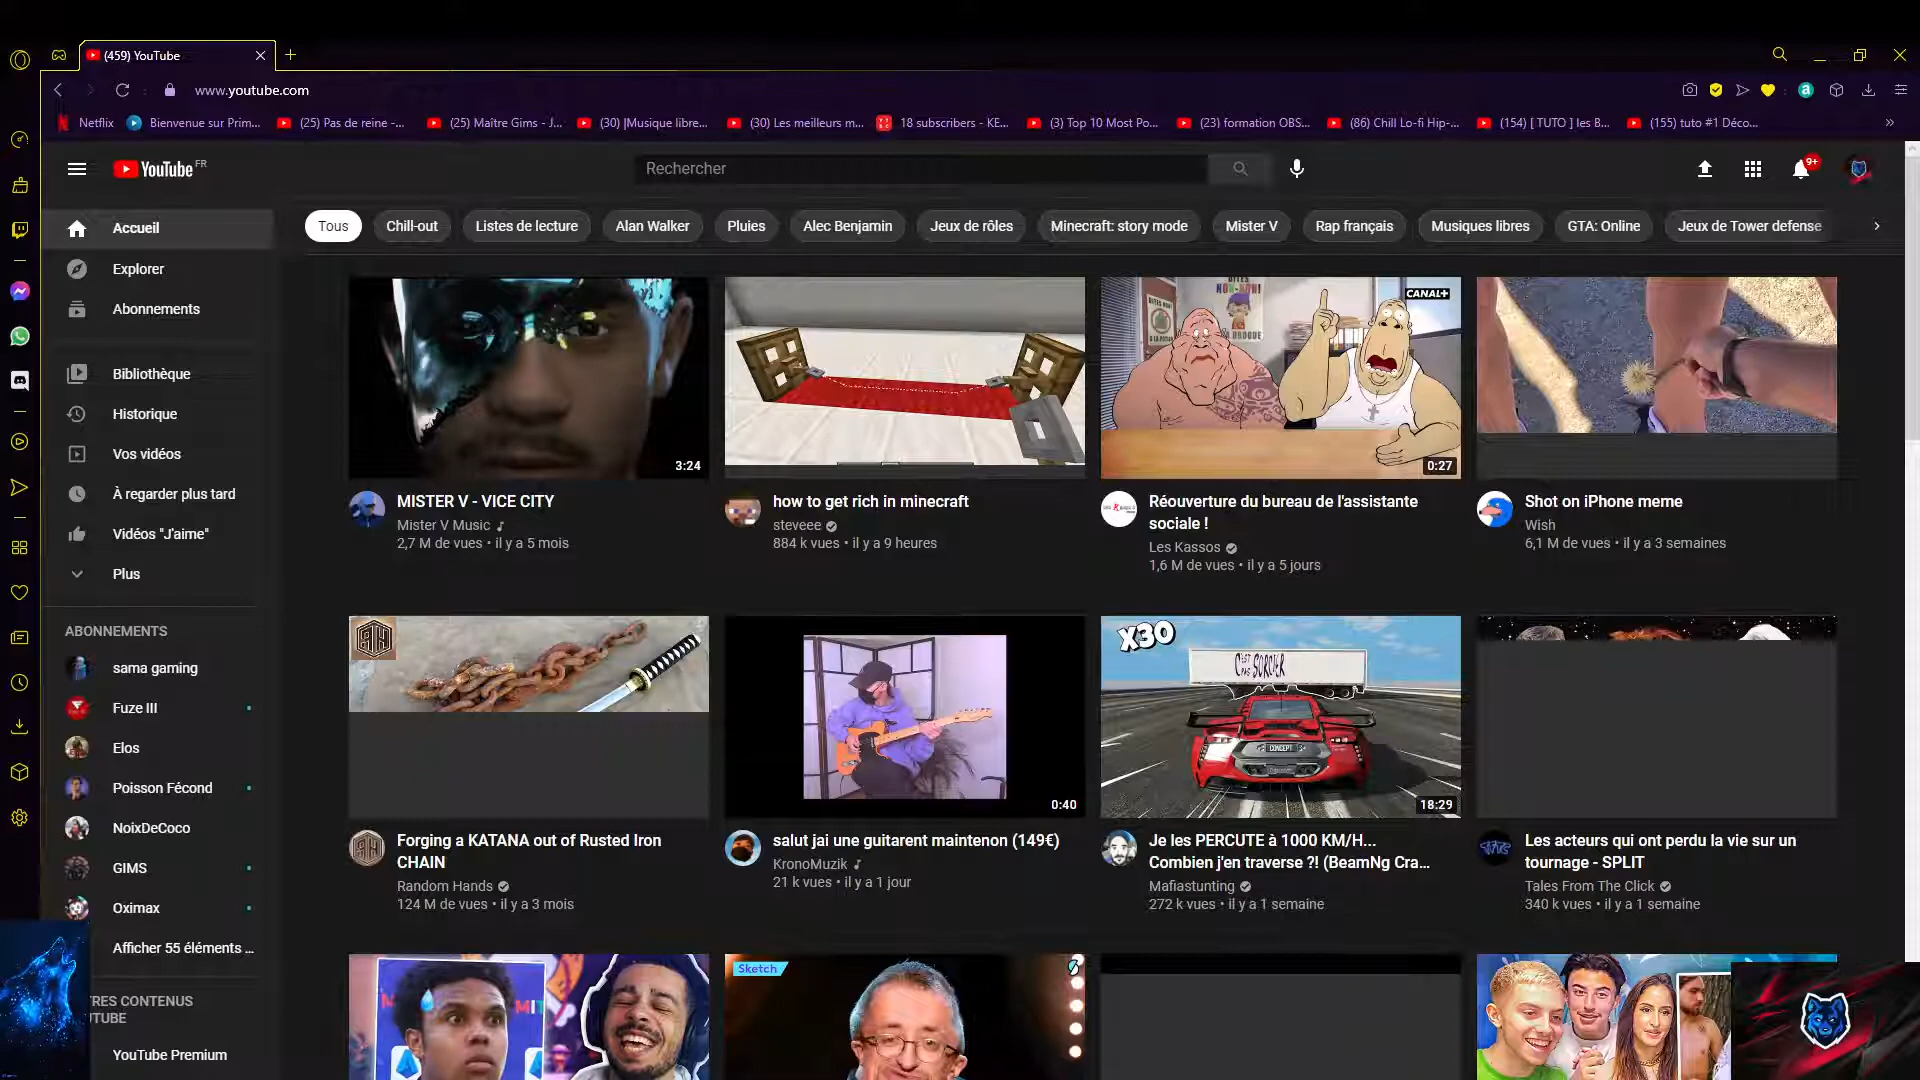 (459) YouTube
www.youtube.com
Netflix
Bienvenue sur Prim...
(25) Pas de reine -...
(25) Maître Gims - J...
(30) |Musique libre...
(30) Les meilleurs m...
18 subscribers - KE...
(3) Top 10 Most Po...
(23) formation OBS...
(86) Chill Lo-fi Hip-...
(154) [ TUTO ] les B...
(155) tuto #1 Déco...
YouTube FR
Rechercher
9+
Accueil
Explorer
Abonnements
Bibliothèque
Historique
Vos vidéos
À regarder plus tard
Vidéos "J'aime"
Plus
ABONNEMENTS
sama gaming
Fuze III
Elos
Poisson Fécond
NoixDeCoco
GIMS
Oximax
Afficher 55 éléments ...
TRES CONTENUS
UTUBE
YouTube Premium
Tous
Chill-out
Listes de lecture
Alan Walker
Pluies
Alec Benjamin
Jeux de rôles
Minecraft: story mode
Mister V
Rap français
Musiques libres
GTA: Online
Jeux de Tower defense
3:24
MISTER V - VICE CITY
Mister V Music
2,7 M de vues • il y a 5 mois
how to get rich in minecraft
steveee
884 k vues • il y a 9 heures
CANAL+
NON-NON!
LA DROGUE
0:27
Réouverture du bureau de l'assistante
sociale !
Les Kassos
1,6 M de vues • il y a 5 jours
Shot on iPhone meme
Wish
6,1 M de vues • il y a 3 semaines
Forging a KATANA out of Rusted Iron
CHAIN
Random Hands
124 M de vues • il y a 3 mois
0:40
salut jai une guitarent maintenon (149€)
KronoMuzik
21 k vues • il y a 1 jour
X30
C'EST PAS SORCIER
CONCEPT
18:29
Je les PERCUTE à 1000 KM/H...
Combien j'en traverse ?! (BeamNg Cra...
Mafiastunting
272 k vues • il y a 1 semaine
Les acteurs qui ont perdu la vie sur un
tournage - SPLIT
Tales From The Click
340 k vues • il y a 1 semaine
Sketch